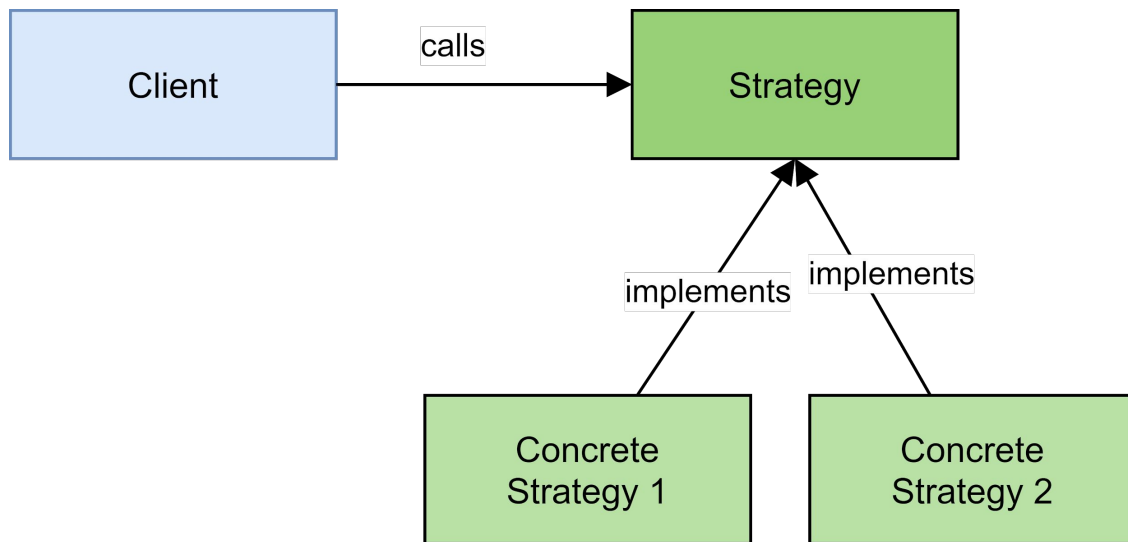 Client
calls
Strategy
implements
implements
Concrete
Strategy 1
Concrete
Strategy 2